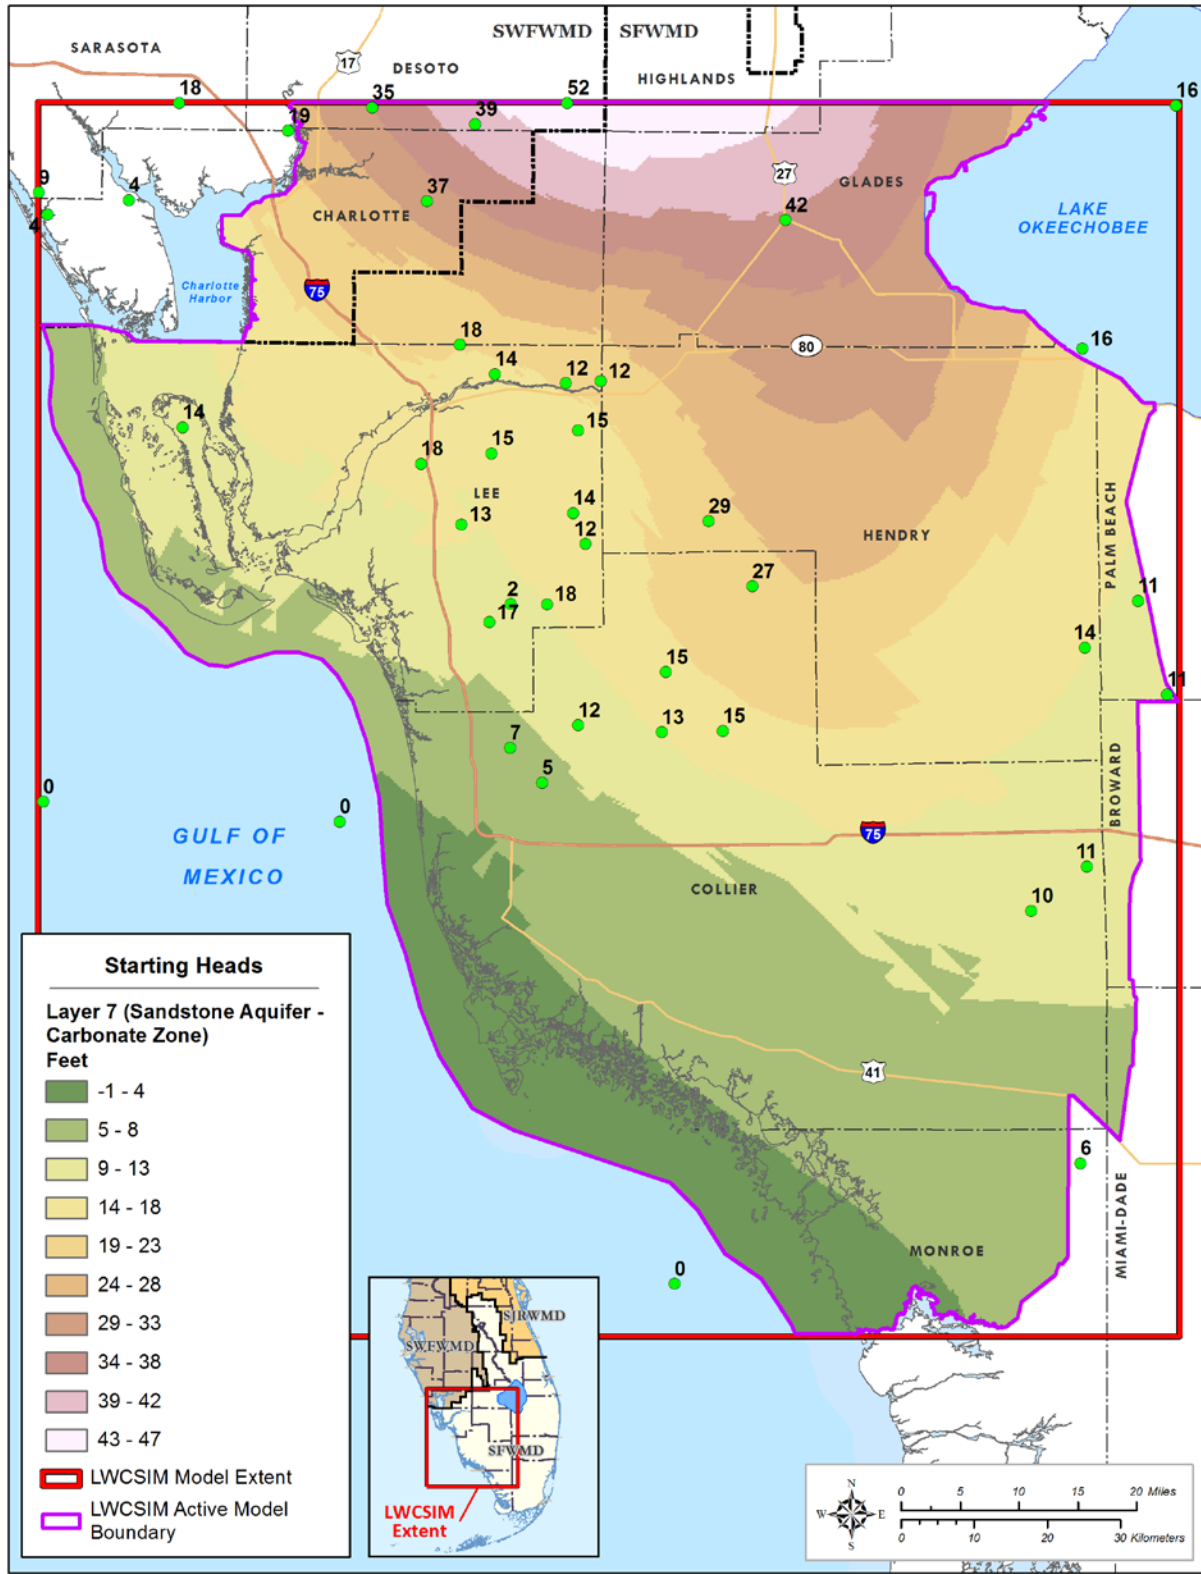 SWFWMD
SFWMD
SARASOTA
17
DESOTO
HIGHLANDS
18
35
52
16
39
19
27
9
4
37
GLADES
4
CHARLOTTE
42
LAKE
OKEECHOBEE
Charlotte
Harbor
75
18
80
16
14
12
12
14
15
15
18
LEE
14
29
13
12
HENDRY
PALM BEACH
27
2
18
11
17
14
15
11
12
13
15
7
5
BROWARD
0
0
75
GULF OF
MEXICO
11
COLLIER
10
41
6
MIAMI-DADE
MONROE
0
Starting Heads
Layer 7 (Sandstone Aquifer -
Carbonate Zone)
Feet
-1 - 4
5 - 8
9 - 13
14 - 18
19 - 23
24 - 28
29 - 33
34 - 38
39 - 42
43 - 47
LWCSIM Model Extent
LWCSIM Active Model
Boundary
SJRWMD
SWFWMD
SFWMD
LWCSIM
Extent
N
W
E
S
0 5 10 15 20 Miles
0 10 20 30 Kilometers